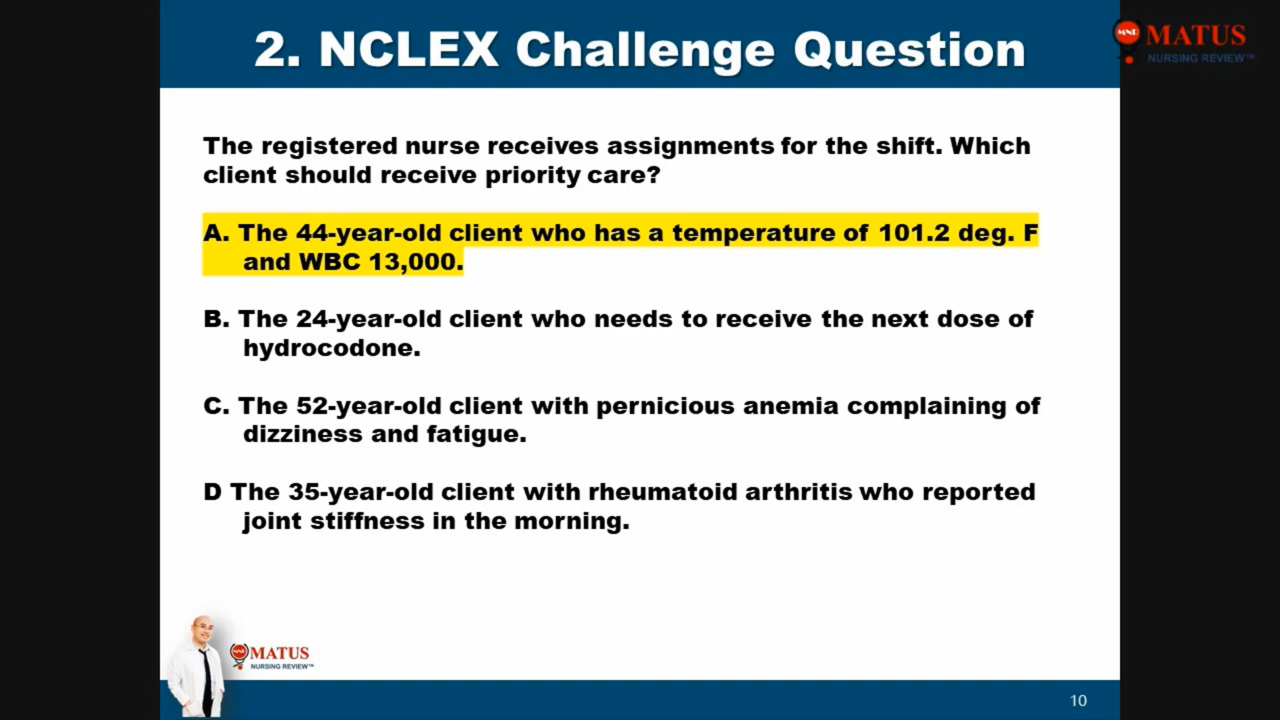 2. NCLEX Challenge Question
MNR MATUS
NURSING REVIEW™
The registered nurse receives assignments for the shift. Which
client should receive priority care?
A. The 44-year-old client who has a temperature of 101.2 deg. F
and WBC 13,000.
B. The 24-year-old client who needs to receive the next dose of
hydrocodone.
C. The 52-year-old client with pernicious anemia complaining of
dizziness and fatigue.
D The 35-year-old client with rheumatoid arthritis who reported
joint stiffness in the morning.
MNR MATUS
NURSING REVIEW™
10